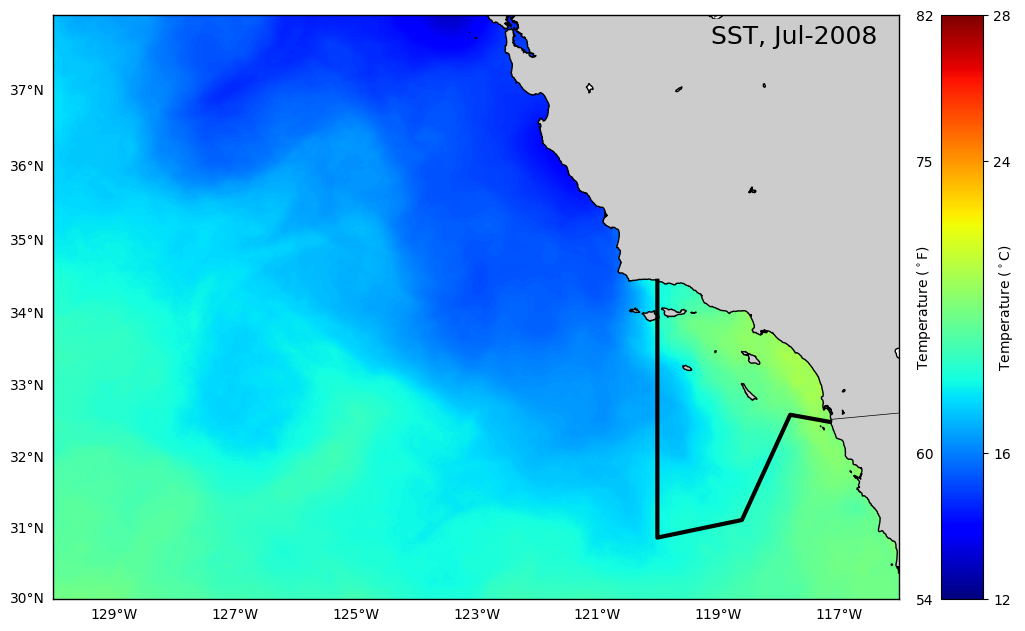 SST, Jul-2008
37°N
36°N
35°N
34°N
33°N
32°N
31°N
30°N
129°W
127°W
125°W
123°W
121°W
119°W
117°W
82
75
60
54
Temperature (°F)
28
24
16
12
Temperature (°C)